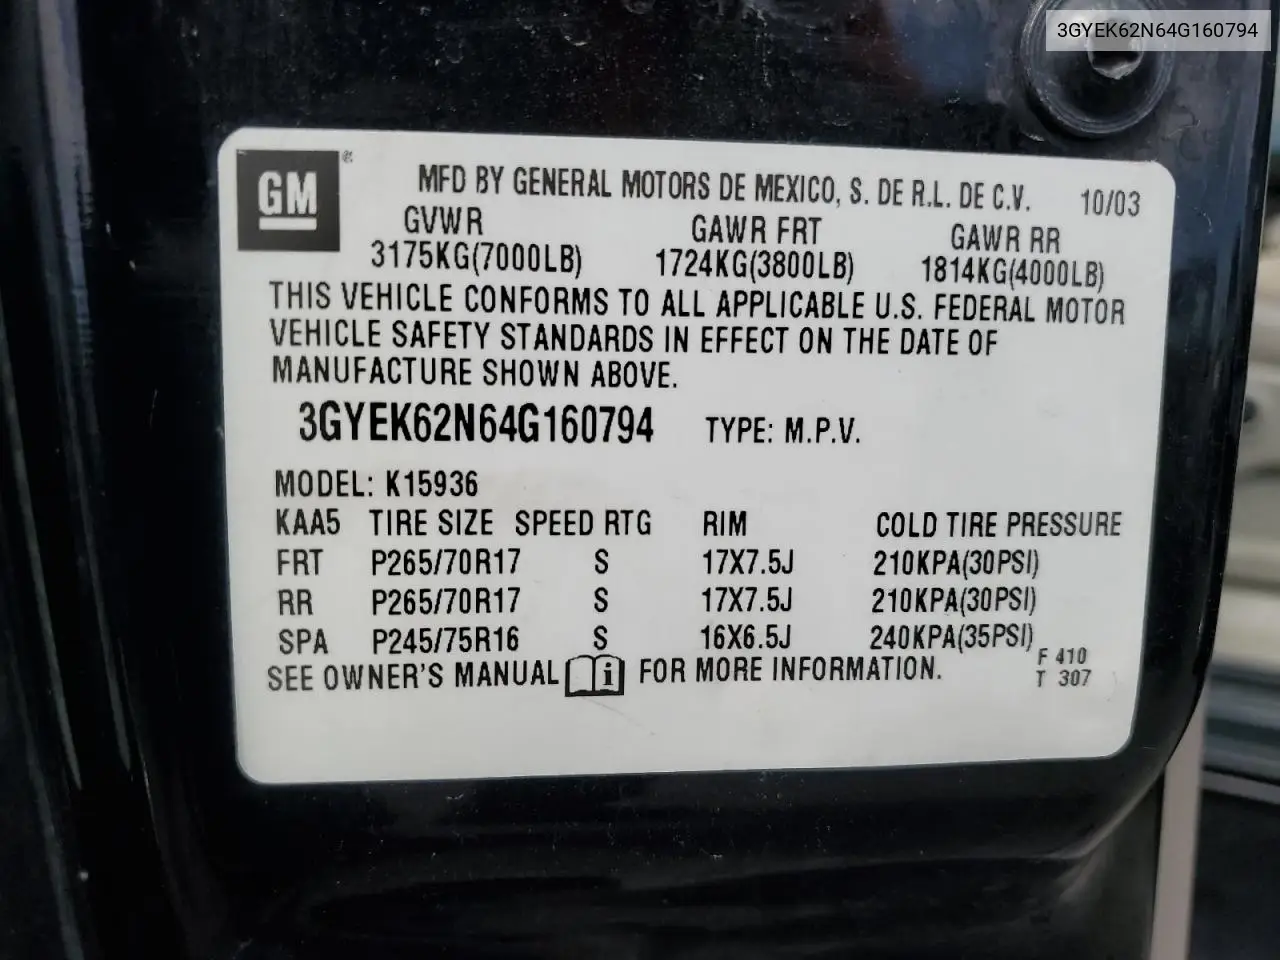 3GYEK62N64G160794
GM®
MFD BY GENERAL MOTORS DE MEXICO, S. DE R.L. DE C.V. 10/03
GVWR GAWR FRT GAWR RR
3175KG(7000LB) 1724KG(3800LB) 1814KG(4000LB)
THIS VEHICLE CONFORMS TO ALL APPLICABLE U.S. FEDERAL MOTOR
VEHICLE SAFETY STANDARDS IN EFFECT ON THE DATE OF
MANUFACTURE SHOWN ABOVE.
3GYEK62N64G160794 TYPE: M.P.V.
MODEL: K15936
KAA5 TIRE SIZE SPEED RTG RIM COLD TIRE PRESSURE
FRT P265/70R17 S 17X7.5J 210KPA(30PSI)
RR P265/70R17 S 17X7.5J 210KPA(30PSI)
SPA P245/75R16 S 16X6.5J 240KPA(35PSI)
SEE OWNER'S MANUAL i FOR MORE INFORMATION.
F 410
T 307